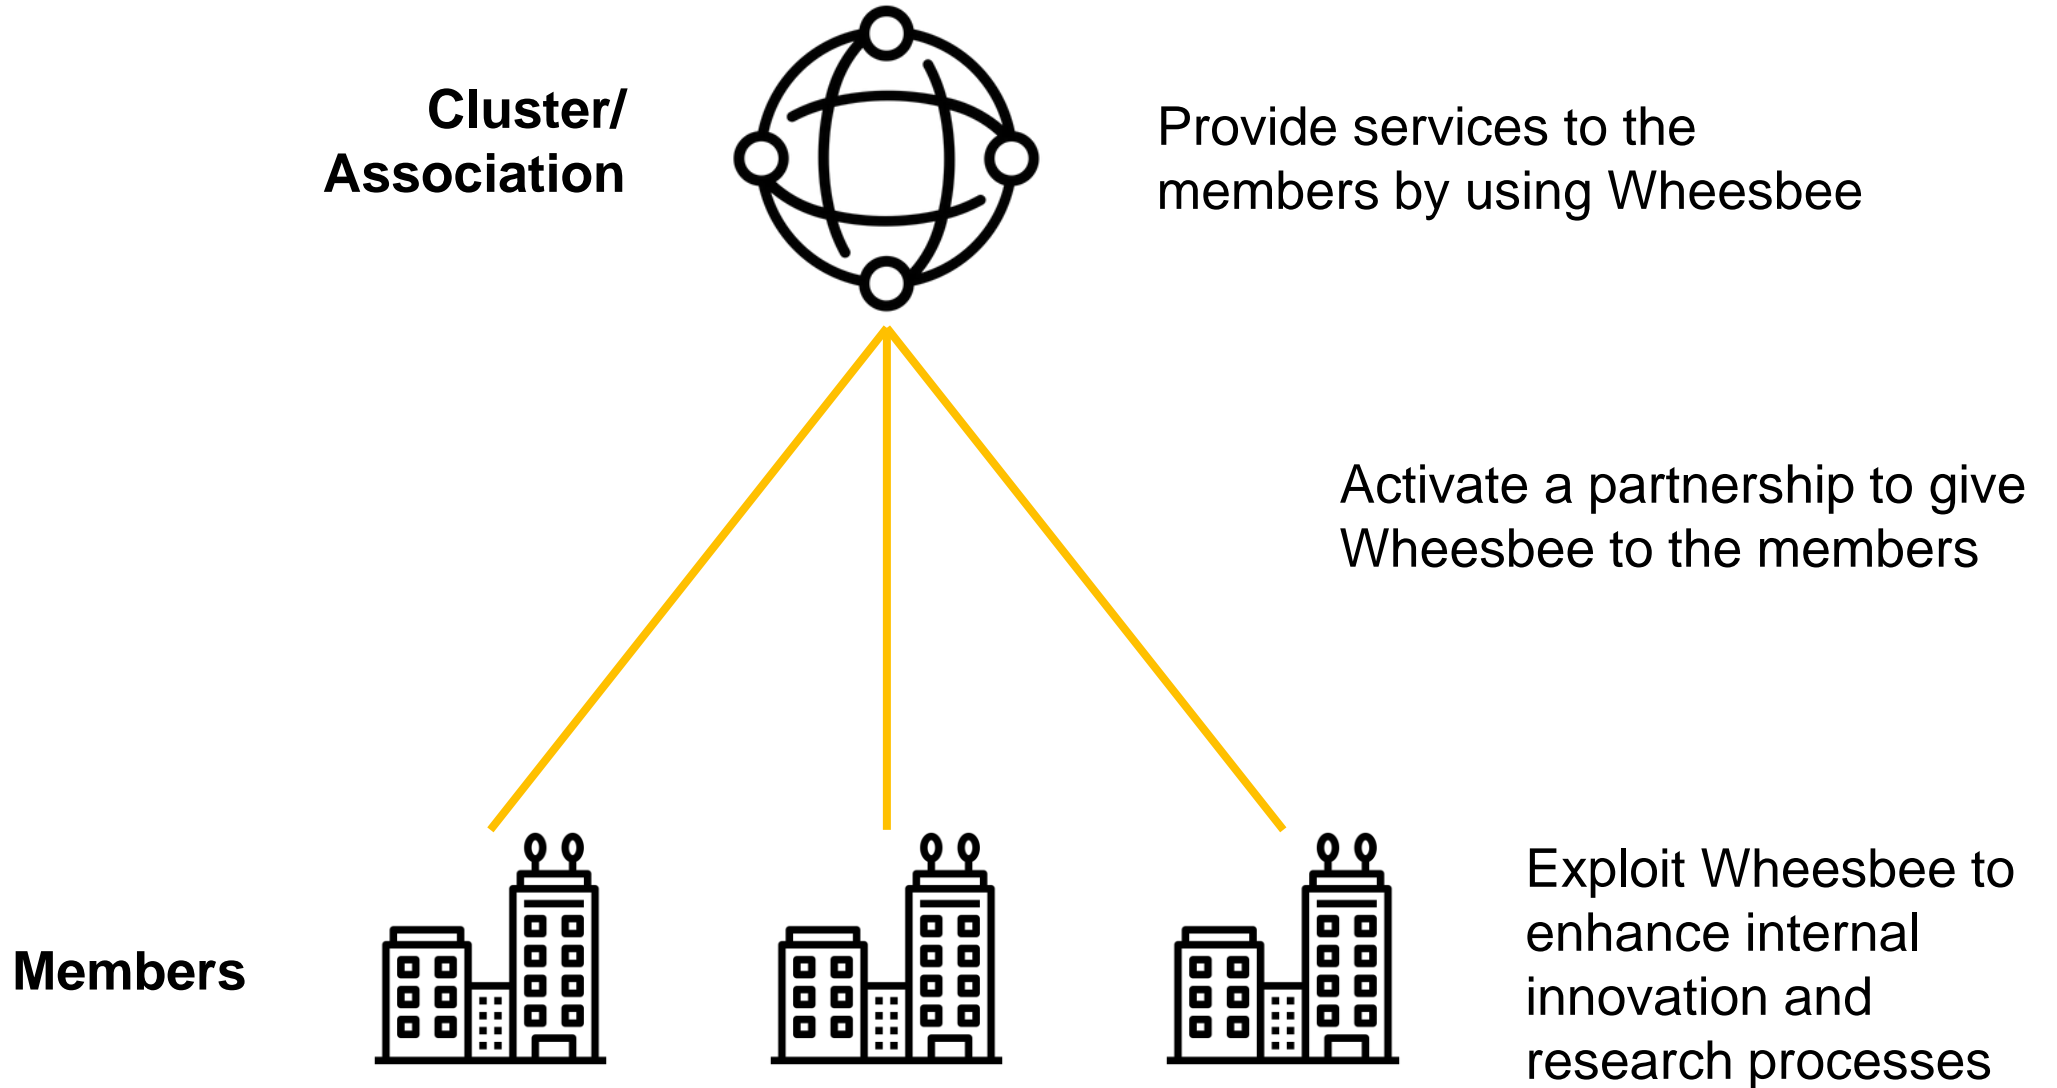 Cluster/
Association
Provide services to the
members by using Wheesbee
Activate a partnership to give
Wheesbee to the members
Members
Exploit Wheesbee to
enhance internal
innovation and
research processes